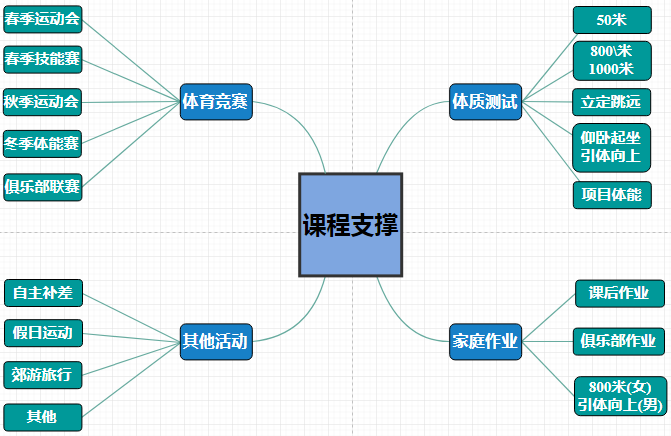 春季运动会
春季技能赛
秋季运动会
冬季体能赛
俱乐部联赛
体育竞赛
50米
800\米
1000米
立定跳远
仰卧起坐
引体向上
项目体能
体质测试
课程支撑
自主补差
假日运动
郊游旅行
其他
其他活动
课后作业
俱乐部作业
800米(女)
引体向上(男)
家庭作业